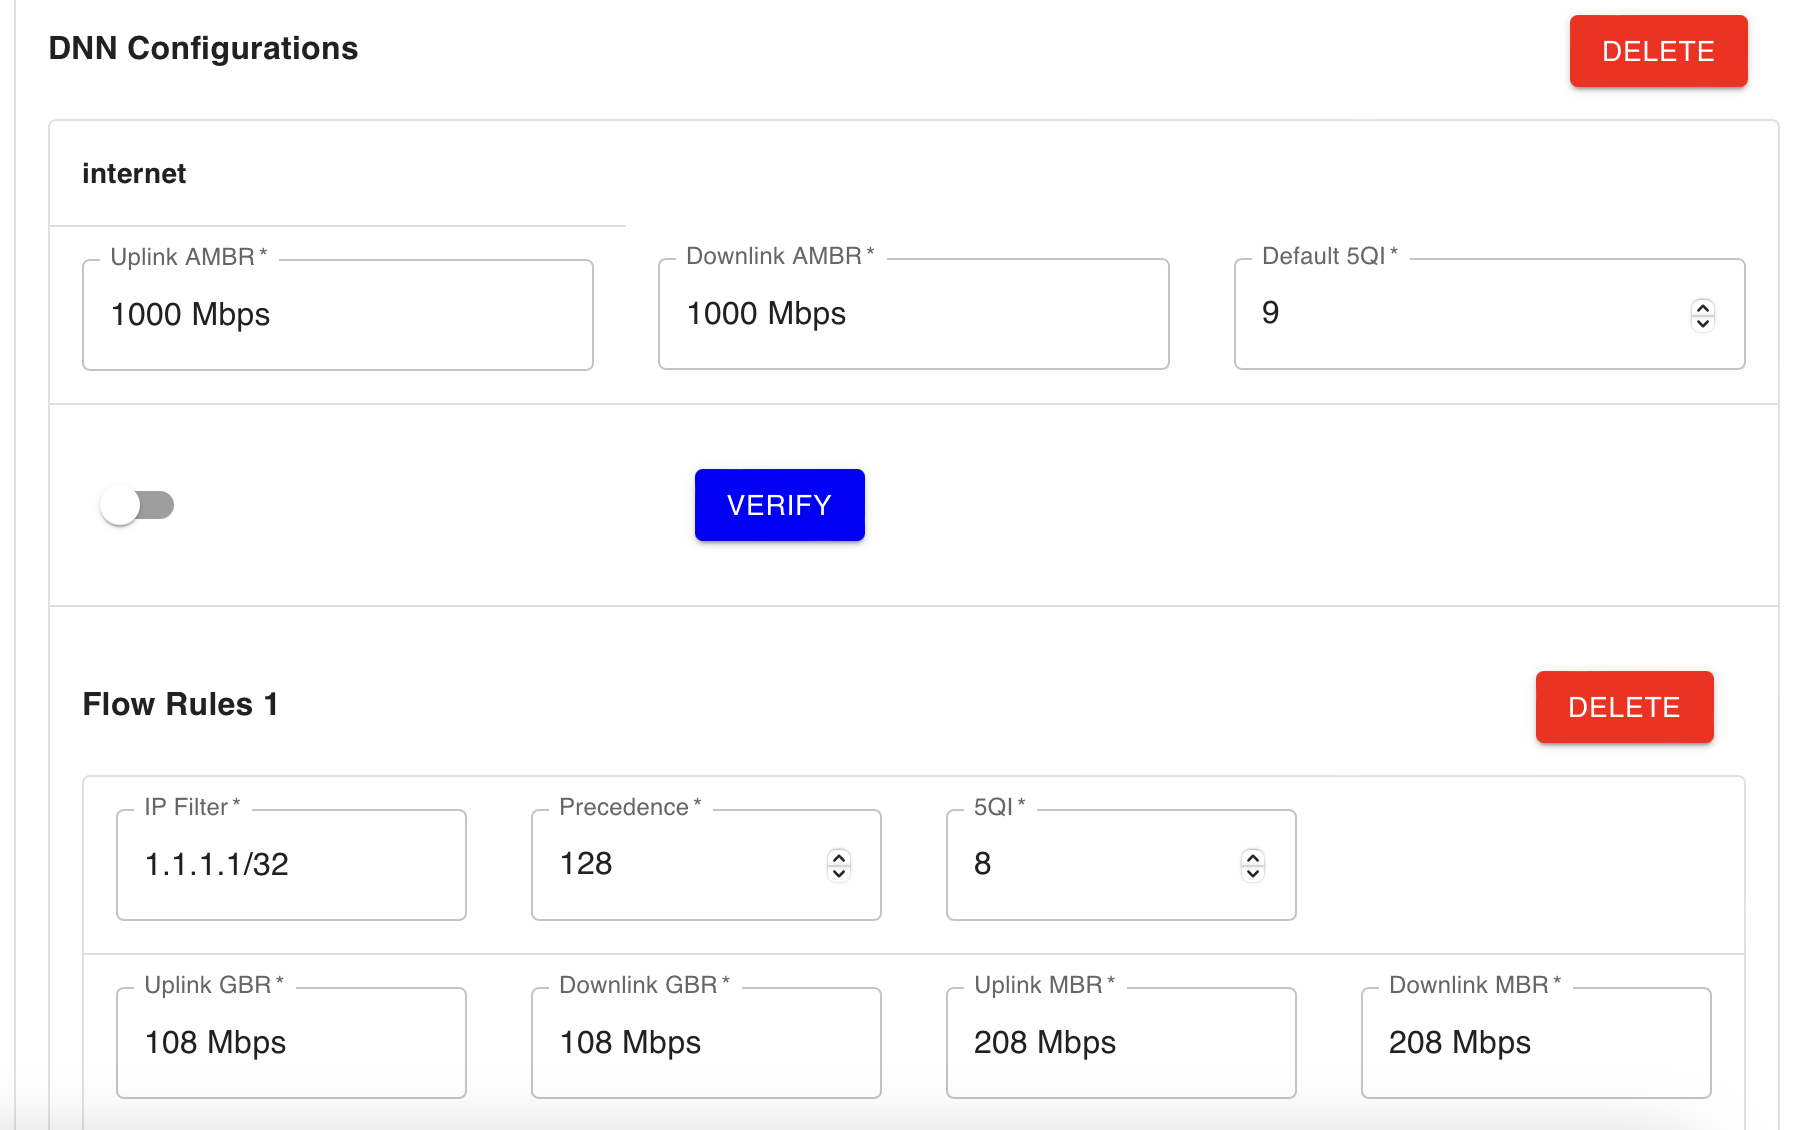 DNN Configurations
DELETE
internet
Uplink AMBR * Downlink AMBR * Default 5QI *
1000 Mbps 1000 Mbps 9
VERIFY
Flow Rules 1
DELETE
IP Filter * Precedence * 5QI *
1.1.1.1/32 128 8
Uplink GBR * Downlink GBR * Uplink MBR * Downlink MBR *
108 Mbps 108 Mbps 208 Mbps 208 Mbps